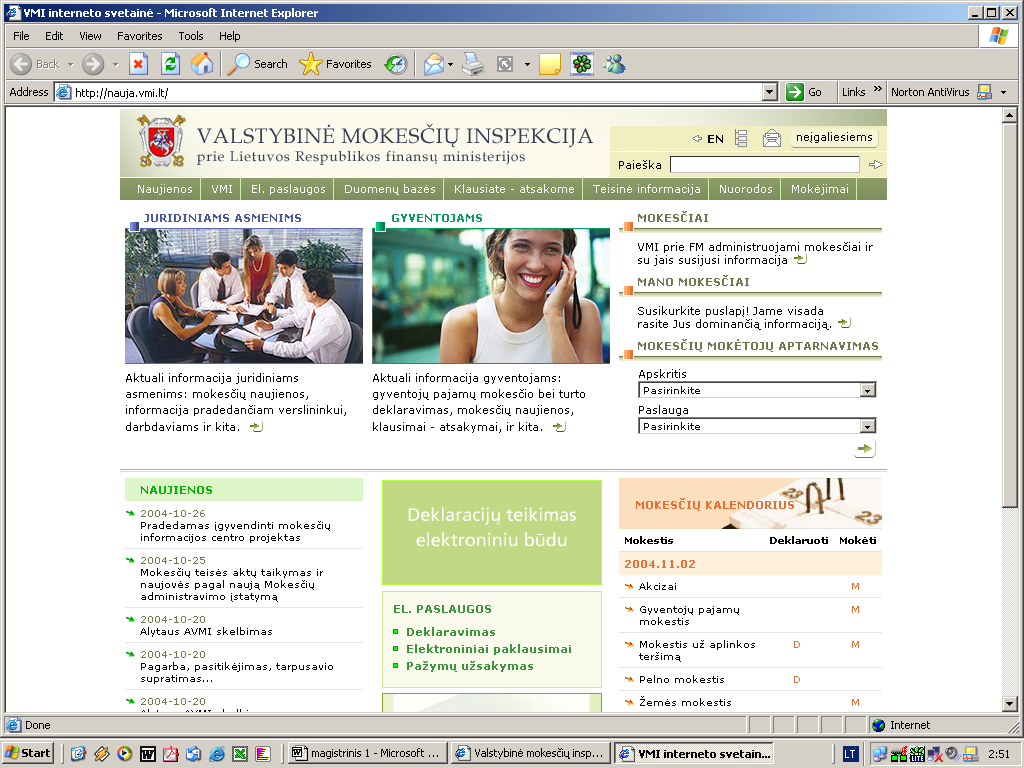 VMI interneto svetainė - Microsoft Internet Explorer
File Edit View Favorites Tools Help
Back Search Favorites
Address http://nauja.vmi.lt/ Go Links » Norton AntiVirus
VALSTYBINĖ MOKESČIŲ INSPEKCIJA
prie Lietuvos Respublikos finansų ministerijos
EN neįgaliesiems
Paieška
Naujienos VMI El. paslaugos Duomenų bazės Klausiate - atsakome Teisinė informacija Nuorodos Mokėjimai
JURIDINIAMS ASMENIMS
Aktuali informacija juridiniams
asmenims: mokesčių naujienos,
informacija pradedančiam verslininkui,
darbdaviams ir kita.
GYVENTOJAMS
Aktuali informacija gyventojams:
gyventojų pajamų mokesčio bei turto
deklaravimas, mokesčių naujienos,
klausimai - atsakymai, ir kita.
MOKESČIAI
VMI prie FM administruojami mokesčiai ir
su jais susijusi informacija
MANO MOKESČIAI
Susikurkite puslapį! Jame visada
rasite Jus dominančią informaciją.
MOKESČIŲ MOKĖTOJŲ APTARNAVIMAS
Apskritis
Pasirinkite
Paslauga
Pasirinkite
NAUJIENOS
2004-10-26
Pradedamas įgyvendinti mokesčių
informacijos centro projektas
2004-10-25
Mokesčių teisės aktų taikymas ir
naujovės pagal naują Mokesčių
administravimo įstatymą
2004-10-20
Alytaus AVMI skelbimas
2004-10-20
Pagarba, pasitikėjimas, tarpusavio
supratimas...
2004-10-20
Deklaracijų teikimas
elektroniniu būdu
EL. PASLAUGOS
Deklaravimas
Elektroniniai paklausimai
Pažymų užsakymas
MOKESČIŲ KALENDORIUS
Mokestis Deklaruoti Mokėti
2004.11.02
Akcizai M
Gyventojų pajamų
mokestis M
Mokestis už aplinkos
teršimą D M
Pelno mokestis D
Žemės mokestis M
Done Internet
Start magistrinis 1 - Microsoft ... Valstybinė mokesčių insp... VMI interneto svetain... LT 2:51